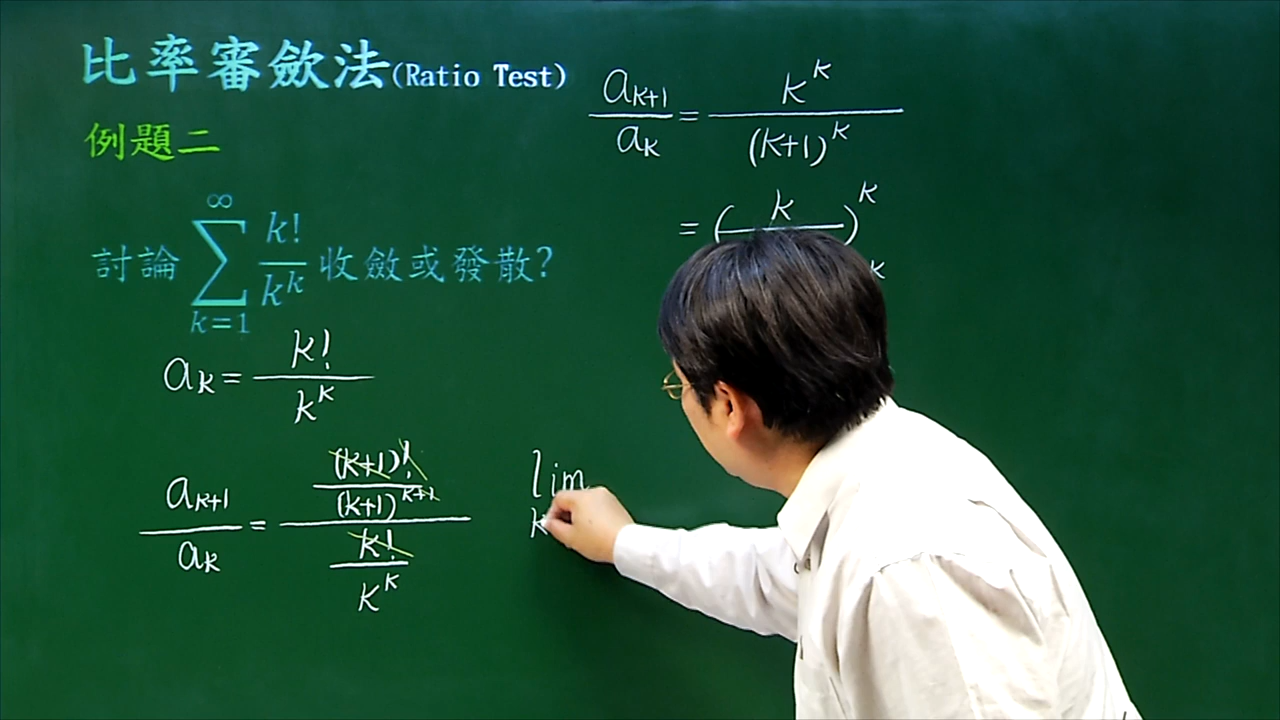 比率審斂法(Ratio Test)
例題二
討論 ∑_{k=1}^{∞} k!/k^k 收斂或發散?
a_k = k!/k^k
a_{k+1}/a_k = ((k+1)!/(k+1)^{k+1})/(k!/k^k)
a_{k+1}/a_k = k^k/(k+1)^k
= (k/ )^k
k
lim
k